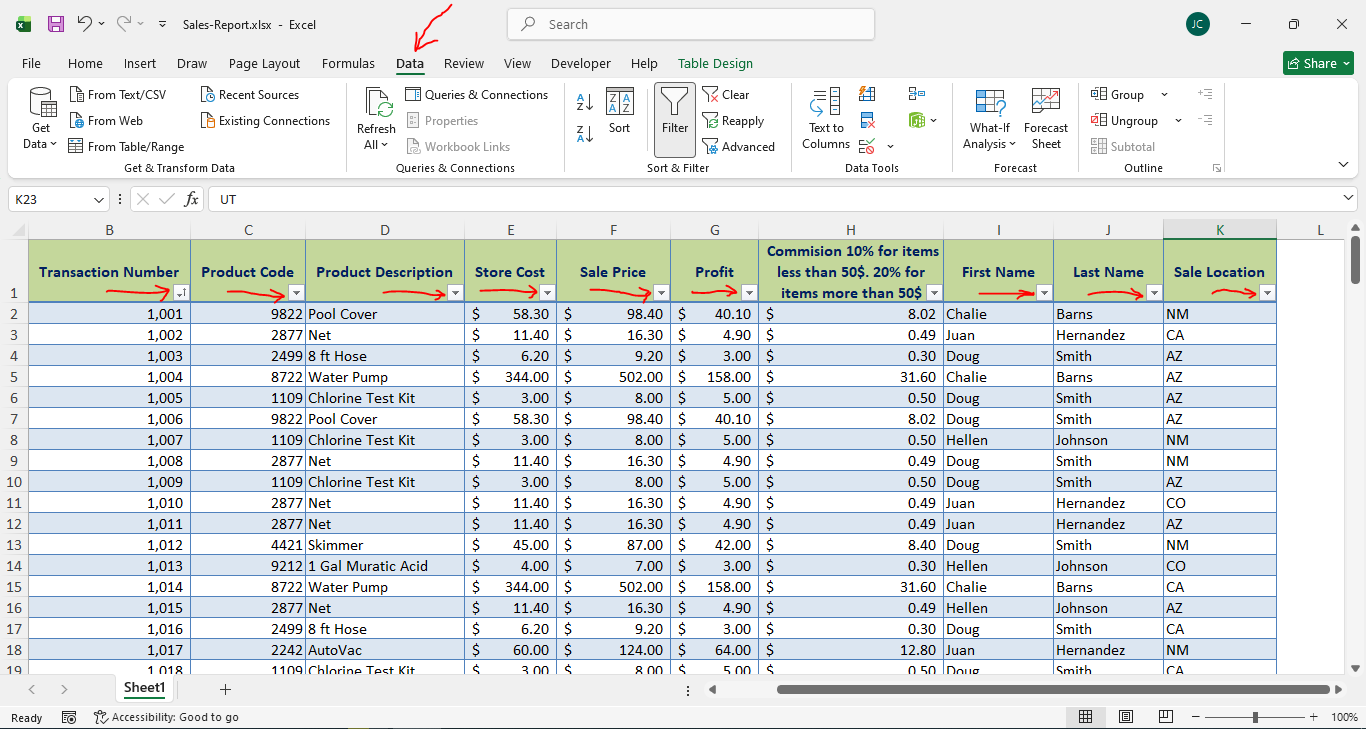 Sales-Report.xlsx - Excel
Search
JC
File Home Insert Draw Page Layout Formulas Data Review View Developer Help Table Design
Share
Get Data
From Text/CSV
From Web
From Table/Range
Recent Sources
Existing Connections
Get & Transform Data
Refresh All
Queries & Connections
Properties
Workbook Links
Queries & Connections
Sort
Filter
Clear
Reapply
Advanced
Sort & Filter
Text to Columns
Data Tools
What-If Analysis
Forecast Sheet
Forecast
Group
Ungroup
Subtotal
Outline
K23 fx UT
B C D E F G H I J K L
1 Transaction Number Product Code Product Description Store Cost Sale Price Profit Commision 10% for items less than 50$. 20% for items more than 50$ First Name Last Name Sale Location
2 1,001 9822 Pool Cover $ 58.30 $ 98.40 $ 40.10 $ 8.02 Chalie Barns NM
3 1,002 2877 Net $ 11.40 $ 16.30 $ 4.90 $ 0.49 Juan Hernandez CA
4 1,003 2499 8 ft Hose $ 6.20 $ 9.20 $ 3.00 $ 0.30 Doug Smith AZ
5 1,004 8722 Water Pump $ 344.00 $ 502.00 $ 158.00 $ 31.60 Chalie Barns AZ
6 1,005 1109 Chlorine Test Kit $ 3.00 $ 8.00 $ 5.00 $ 0.50 Doug Smith AZ
7 1,006 9822 Pool Cover $ 58.30 $ 98.40 $ 40.10 $ 8.02 Doug Smith AZ
8 1,007 1109 Chlorine Test Kit $ 3.00 $ 8.00 $ 5.00 $ 0.50 Hellen Johnson NM
9 1,008 2877 Net $ 11.40 $ 16.30 $ 4.90 $ 0.49 Doug Smith NM
10 1,009 1109 Chlorine Test Kit $ 3.00 $ 8.00 $ 5.00 $ 0.50 Doug Smith AZ
11 1,010 2877 Net $ 11.40 $ 16.30 $ 4.90 $ 0.49 Juan Hernandez CO
12 1,011 2877 Net $ 11.40 $ 16.30 $ 4.90 $ 0.49 Juan Hernandez AZ
13 1,012 4421 Skimmer $ 45.00 $ 87.00 $ 42.00 $ 8.40 Doug Smith NM
14 1,013 9212 1 Gal Muratic Acid $ 4.00 $ 7.00 $ 3.00 $ 0.30 Hellen Johnson CO
15 1,014 8722 Water Pump $ 344.00 $ 502.00 $ 158.00 $ 31.60 Chalie Barns CA
16 1,015 2877 Net $ 11.40 $ 16.30 $ 4.90 $ 0.49 Hellen Johnson AZ
17 1,016 2499 8 ft Hose $ 6.20 $ 9.20 $ 3.00 $ 0.30 Doug Smith CA
18 1,017 2242 AutoVac $ 60.00 $ 124.00 $ 64.00 $ 12.80 Juan Hernandez NM
19 1,018 1109 Chlorine Test Kit $ 3.00 $ 8.00 $ 5.00 $ 0.50 Doug Smith CA
Sheet1
Ready Accessibility: Good to go 100%